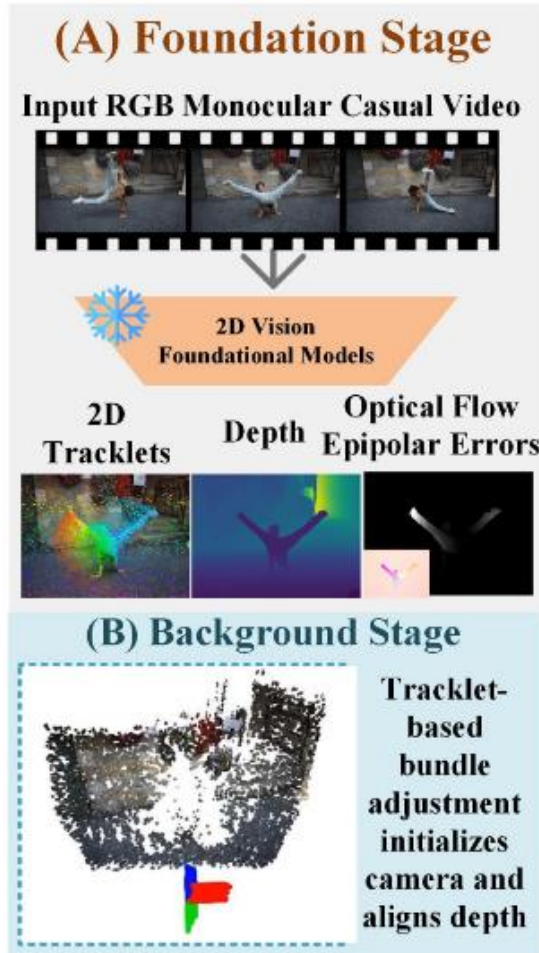 (A) Foundation Stage
Input RGB Monocular Casual Video
2D Vision
Foundational Models
2D
Tracklets
Depth
Optical Flow
Epipolar Errors
(B) Background Stage
Tracklet-
based
bundle
adjustment
initializes
camera and
aligns depth